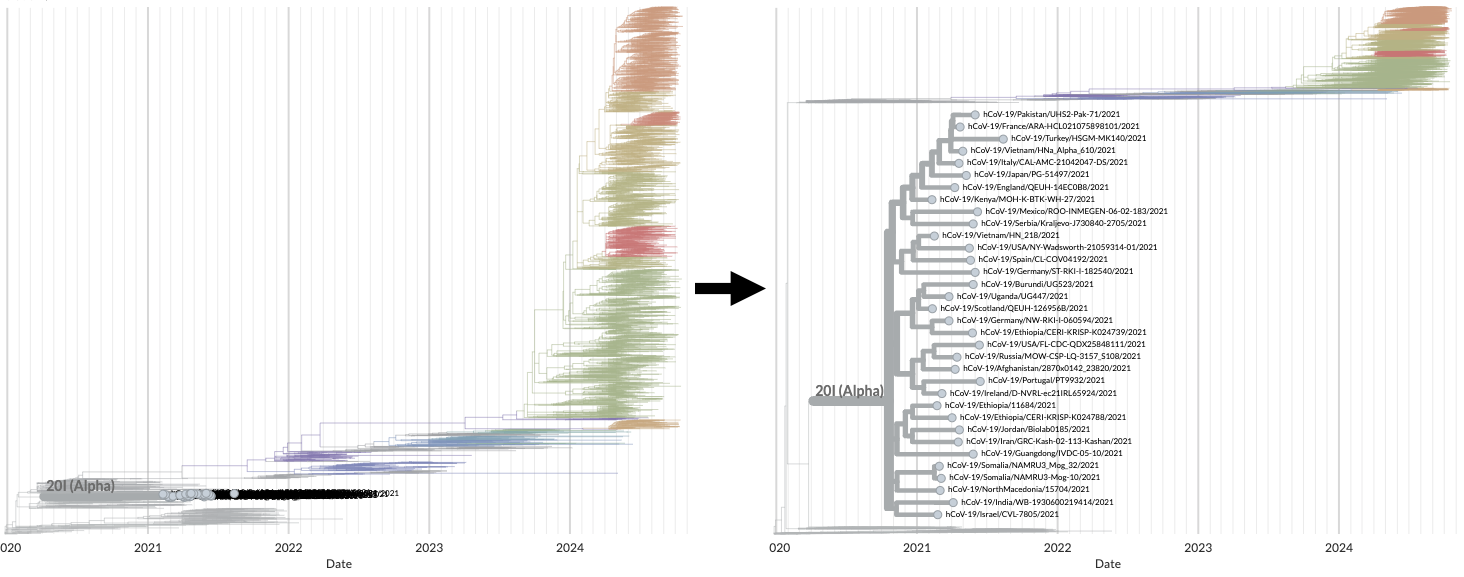 20I (Alpha)
2021
020
2021
2022
2023
2024
Date
hCoV-19/Pakistan/UHS2-Pak-71/2021
hCoV-19/France/ARA-HCL021075898101/2021
hCoV-19/Turkey/HSGM-MK140/2021
hCoV-19/Vietnam/HNa_Alpha_610/2021
hCoV-19/Italy/CAL-AMC-21042047-DS/2021
hCoV-19/Japan/PG-51497/2021
hCoV-19/England/QEUH-14EC0B8/2021
hCoV-19/Kenya/MOH-K-BTK-WH-27/2021
hCoV-19/Mexico/ROO-INMEGEN-06-02-183/2021
hCoV-19/Serbia/Kraljevo-J730840-2705/2021
hCoV-19/Vietnam/HN_218/2021
hCoV-19/USA/NY-Wadsworth-21059314-01/2021
hCoV-19/Spain/CL-COV04192/2021
hCoV-19/Germany/ST-RKI-I-182540/2021
hCoV-19/Burundi/UG523/2021
hCoV-19/Uganda/UG447/2021
hCoV-19/Scotland/QEUH-126956B/2021
hCoV-19/Germany/NW-RKI-I-060594/2021
hCoV-19/Ethiopia/CERI-KRISP-K024739/2021
hCoV-19/USA/FL-CDC-QDX25848111/2021
hCoV-19/Russia/MOW-CSP-LQ-3157_S108/2021
hCoV-19/Afghanistan/2870x0142_23820/2021
hCoV-19/Portugal/PT9932/2021
20I (Alpha)
hCoV-19/Ireland/D-NVRL-ec21IRL65924/2021
hCoV-19/Ethiopia/11684/2021
hCoV-19/Ethiopia/CERI-KRISP-K024788/2021
hCoV-19/Jordan/Biolab0185/2021
hCoV-19/Iran/GRC-Kash-02-113-Kashan/2021
hCoV-19/Guangdong/IVDC-05-10/2021
hCoV-19/Somalia/NAMRU3_Mog_32/2021
hCoV-19/Somalia/NAMRU3-Mog-10/2021
hCoV-19/NorthMacedonia/15704/2021
hCoV-19/India/WB-1930600219414/2021
hCoV-19/Israel/CVL-7805/2021
020
2021
2022
2023
2024
Date